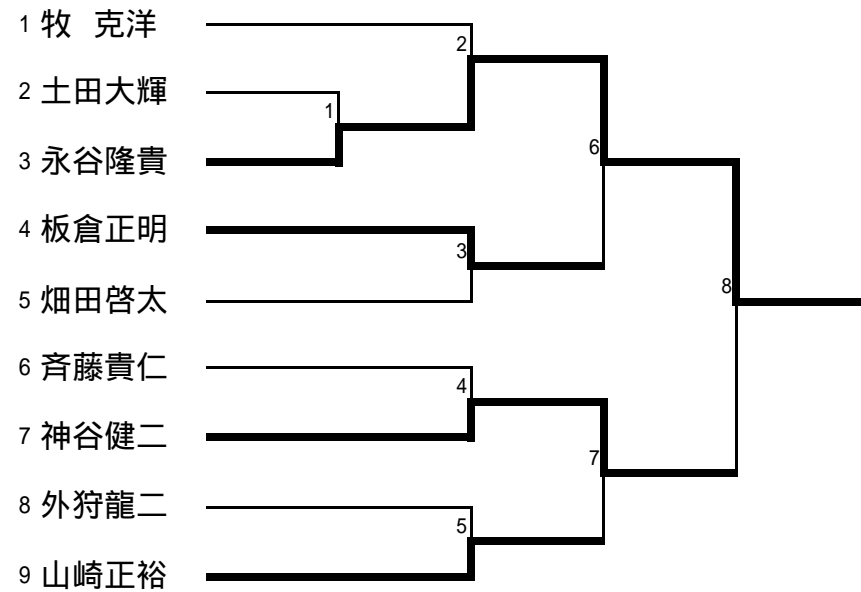 1 牧 克洋
2 土田大輝
3 永谷隆貴
4 板倉正明
5 畑田啓太
6 斉藤貴仁
7 神谷健二
8 外狩龍二
9 山崎正裕
2
1
6
3
8
4
7
5